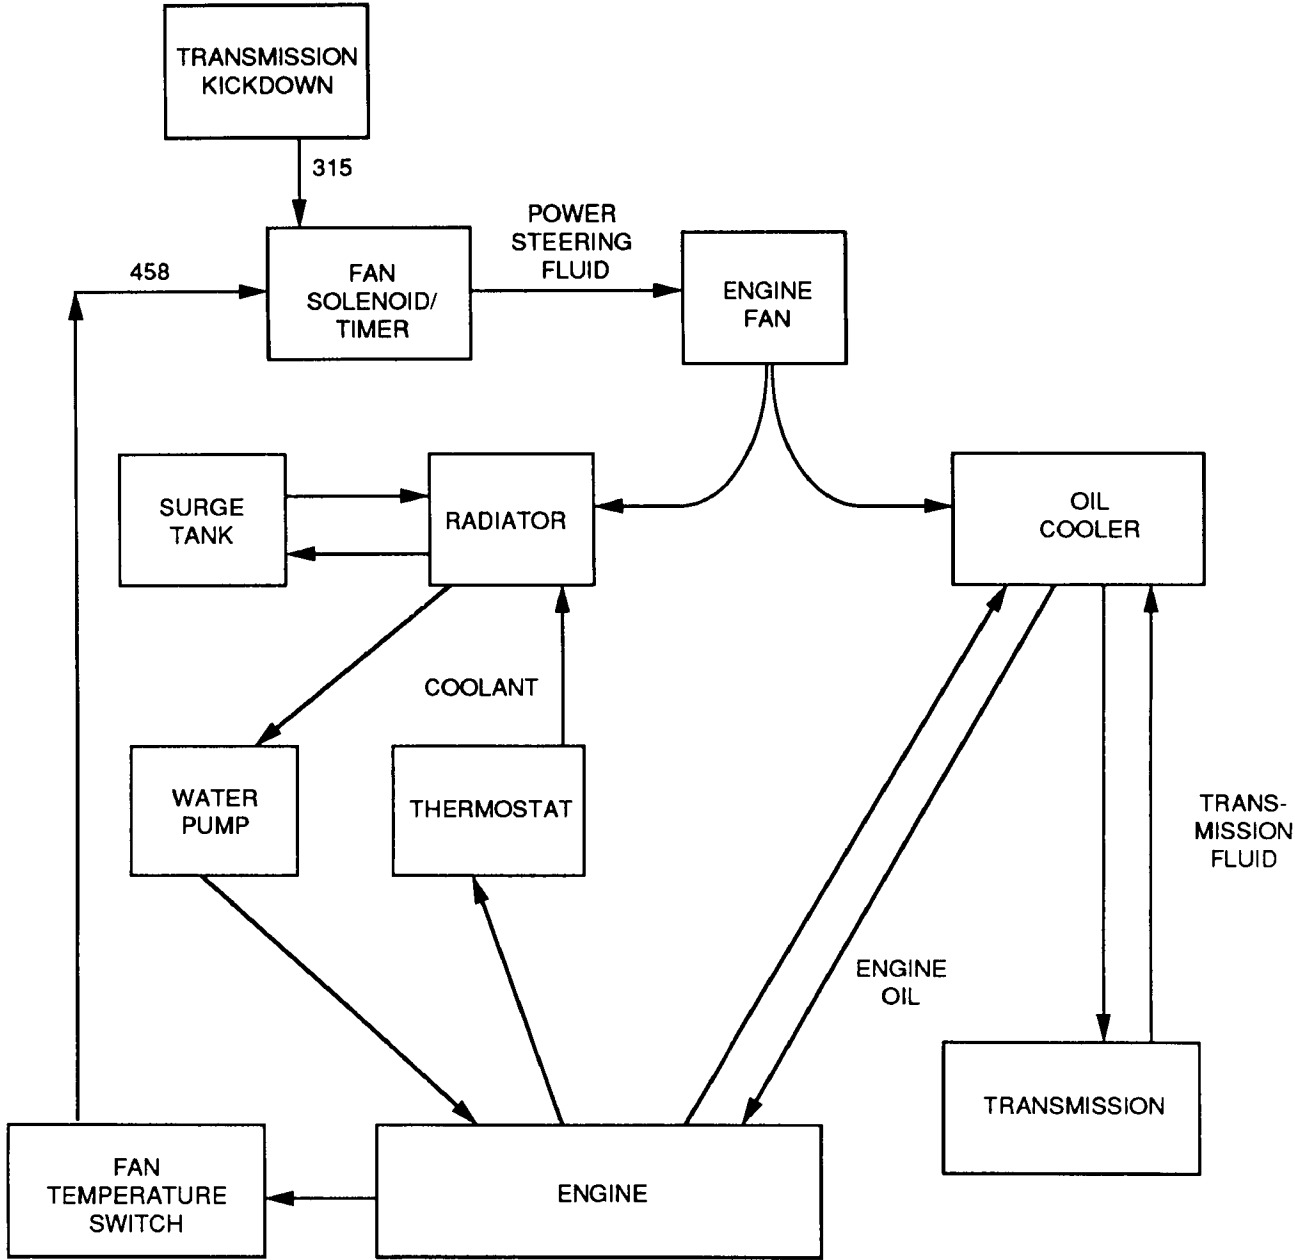 TRANSMISSION
KICKDOWN
315
POWER
STEERING
FLUID
458
FAN
SOLENOID/
TIMER
ENGINE
FAN
SURGE
TANK
RADIATOR
OIL
COOLER
COOLANT
WATER
PUMP
THERMOSTAT
TRANS-
MISSION
FLUID
ENGINE
OIL
TRANSMISSION
FAN
TEMPERATURE
SWITCH
ENGINE